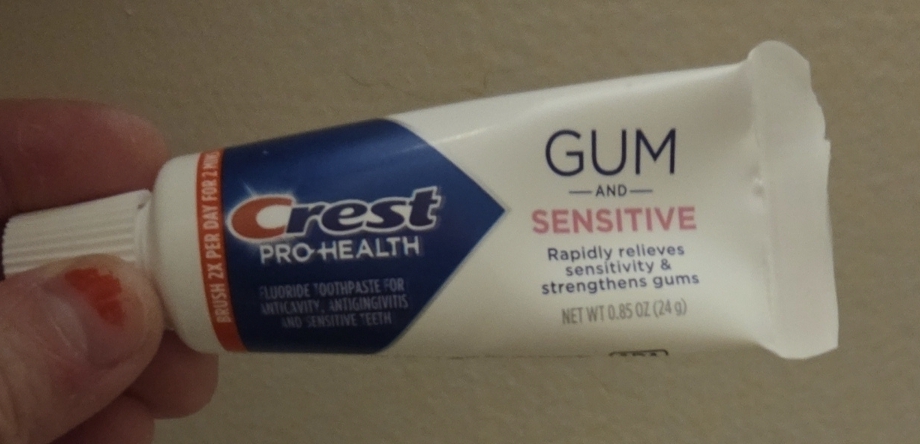 BRUSH 2X PER DAY FOR 2
Crest
PRO-HEALTH
FLUORIDE TOOTHPASTE FOR
ANTICAVITY, ANTIGINGIVITIS
AND SENSITIVE TEETH
GUM
AND
SENSITIVE
Rapidly relieves
sensitivity &
strengthens gums
NET WT 0.85 OZ (24 g)